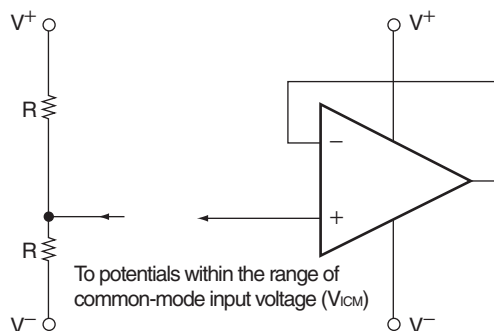 V+
V+
R
−
+
R
To potentials within the range of
common-mode input voltage (VICM)
V−
V−